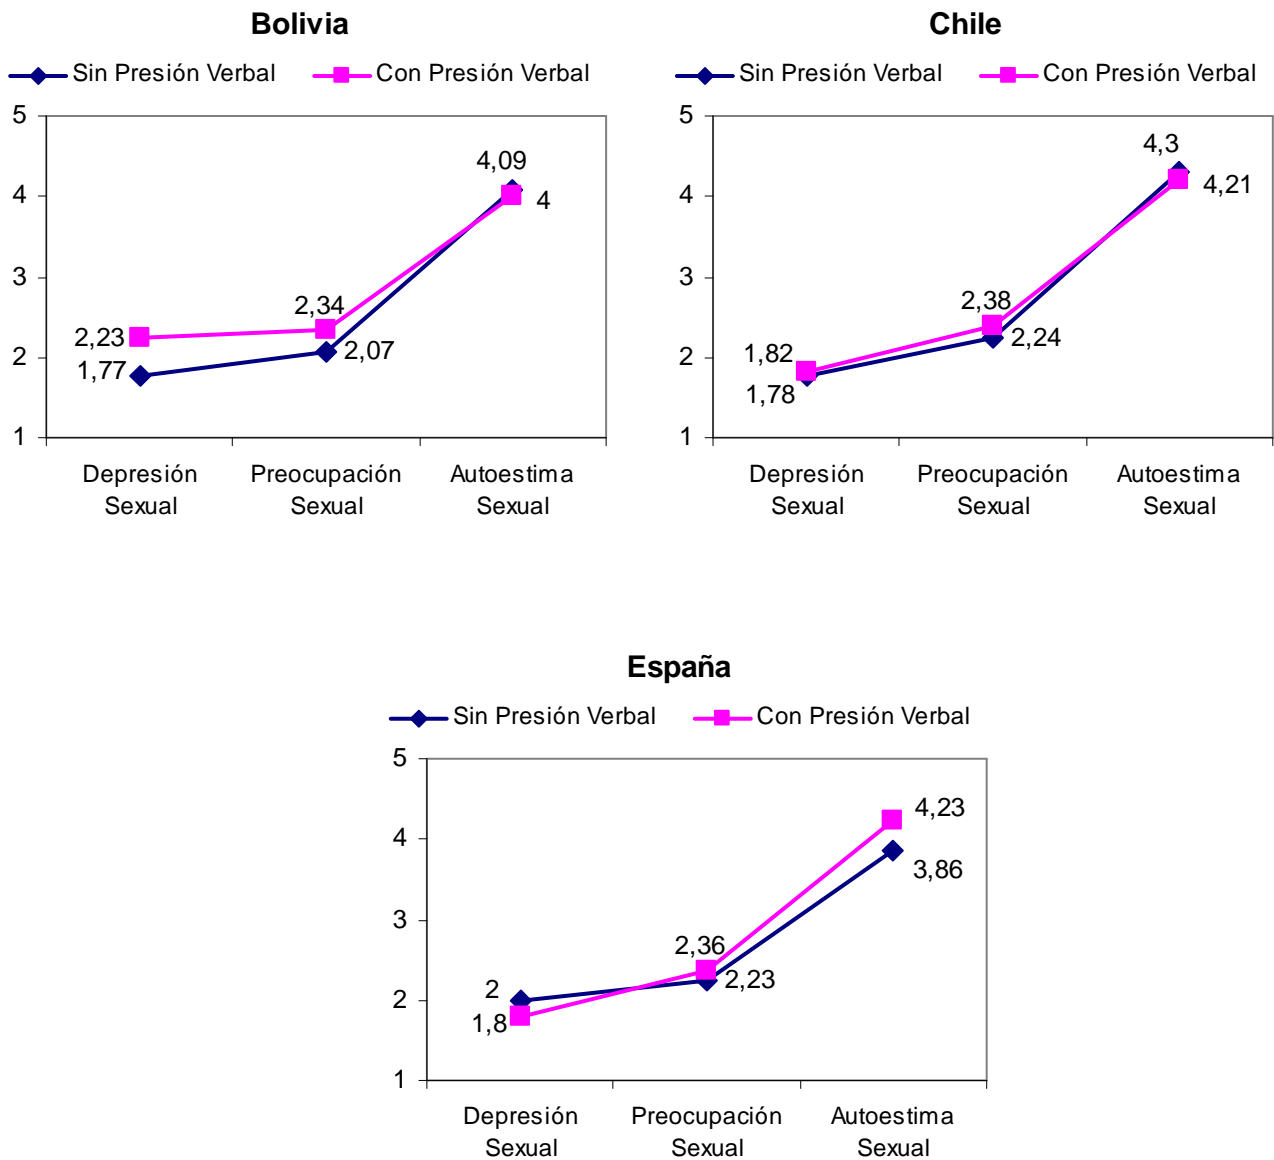 Bolivia
Sin Presión Verbal Con Presión Verbal
5
4,09
4
4
3
2,34
2,23
2,07
2
1,77
1
Depresión Preocupación Autoestima
Sexual Sexual Sexual
Chile
Sin Presión Verbal Con Presión Verbal
5
4,3
4,21
4
3
2,38
2,24
1,82
2
1,78
1
Depresión Preocupación Autoestima
Sexual Sexual Sexual
España
Sin Presión Verbal Con Presión Verbal
5
4,23
4
3,86
3
2,36
2,23
2
2
1,8
1
Depresión Preocupación Autoestima
Sexual Sexual Sexual